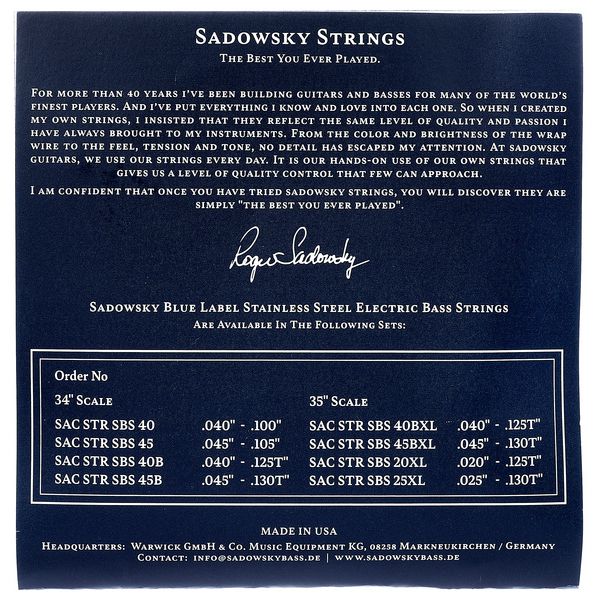 SADOWSKY STRINGS
THE BEST YOU EVER PLAYED.
FOR MORE THAN 40 YEARS I'VE BEEN BUILDING GUITARS AND BASSES FOR MANY OF THE WORLD'S
FINEST PLAYERS. AND I'VE PUT EVERYTHING I KNOW AND LOVE INTO EACH ONE. SO WHEN I CREATED
MY OWN STRINGS, I INSISTED THAT THEY REFLECT THE SAME LEVEL OF QUALITY AND PASSION I
HAVE ALWAYS BROUGHT TO MY INSTRUMENTS. FROM THE COLOR AND BRIGHTNESS OF THE WRAP
WIRE TO THE FEEL, TENSION AND TONE, NO DETAIL HAS ESCAPED MY ATTENTION. AT SADOWSKY
GUITARS, WE USE OUR STRINGS EVERY DAY. IT IS OUR HANDS-ON USE OF OUR OWN STRINGS THAT
GIVES US A LEVEL OF QUALITY CONTROL THAT FEW CAN APPROACH.
I AM CONFIDENT THAT ONCE YOU HAVE TRIED SADOWSKY STRINGS, YOU WILL DISCOVER THEY ARE
SIMPLY "THE BEST YOU EVER PLAYED".
Roger Sadowsky
SADOWSKY BLUE LABEL STAINLESS STEEL ELECTRIC BASS STRINGS
ARE AVAILABLE IN THE FOLLOWING SETS:
Order No
34" SCALE 35" SCALE
SAC STR SBS 40 .040" - .100" SAC STR SBS 40BXL .040" - .125T"
SAC STR SBS 45 .045" - .105" SAC STR SBS 45BXL .045" - .130T"
SAC STR SBS 40B .040" - .125T" SAC STR SBS 20XL .020" - .125T"
SAC STR SBS 45B .045" - .130T" SAC STR SBS 25XL .025" - .130T"
MADE IN USA
HEADQUARTERS: WARWICK GMBH & CO. MUSIC EQUIPMENT KG, 08258 MARKNEUKIRCHEN / GERMANY
CONTACT: INFO@SADOWSKYBASS.DE | WWW.SADOWSKYBASS.DE